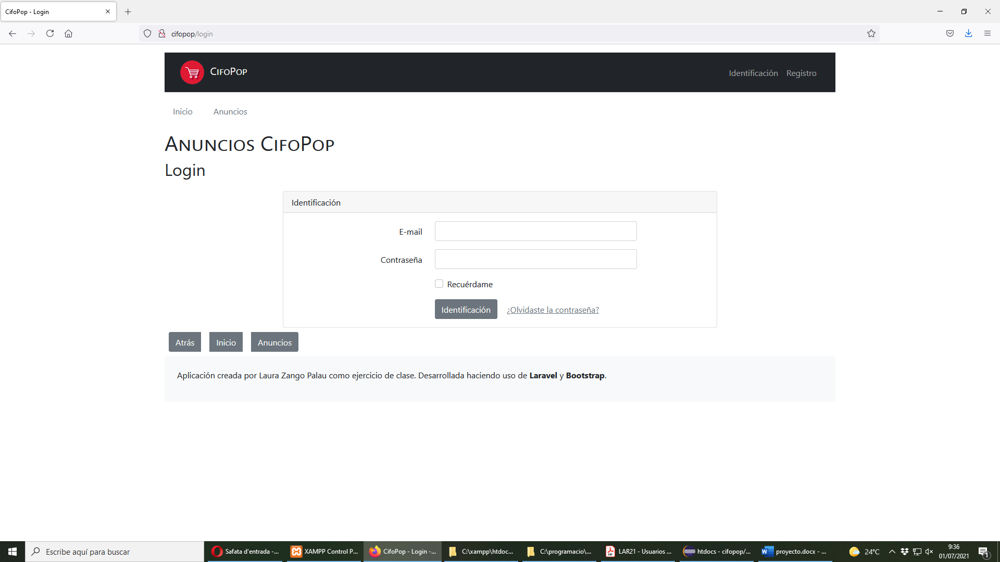 CifoPop - Login
cifopop/login
CifoPop
Identificación Registro
Inicio Anuncios
Anuncios CifoPop
Login
Identificación
E-mail
Contraseña
Recuérdame
Identificación ¿Olvidaste la contraseña?
Atrás Inicio Anuncios
Aplicación creada por Laura Zango Palau como ejercicio de clase. Desarrollada haciendo uso de Laravel y Bootstrap.
Escribe aquí para buscar
Safata d'entrada -...
XAMPP Control P...
CifoPop - Login -...
C:\xampp\htdoc...
C:\programacio\...
LAR21 - Usuarios ...
htdocs - cifopop/...
proyecto.docx - ...
24°C
9:36
01/07/2021
1